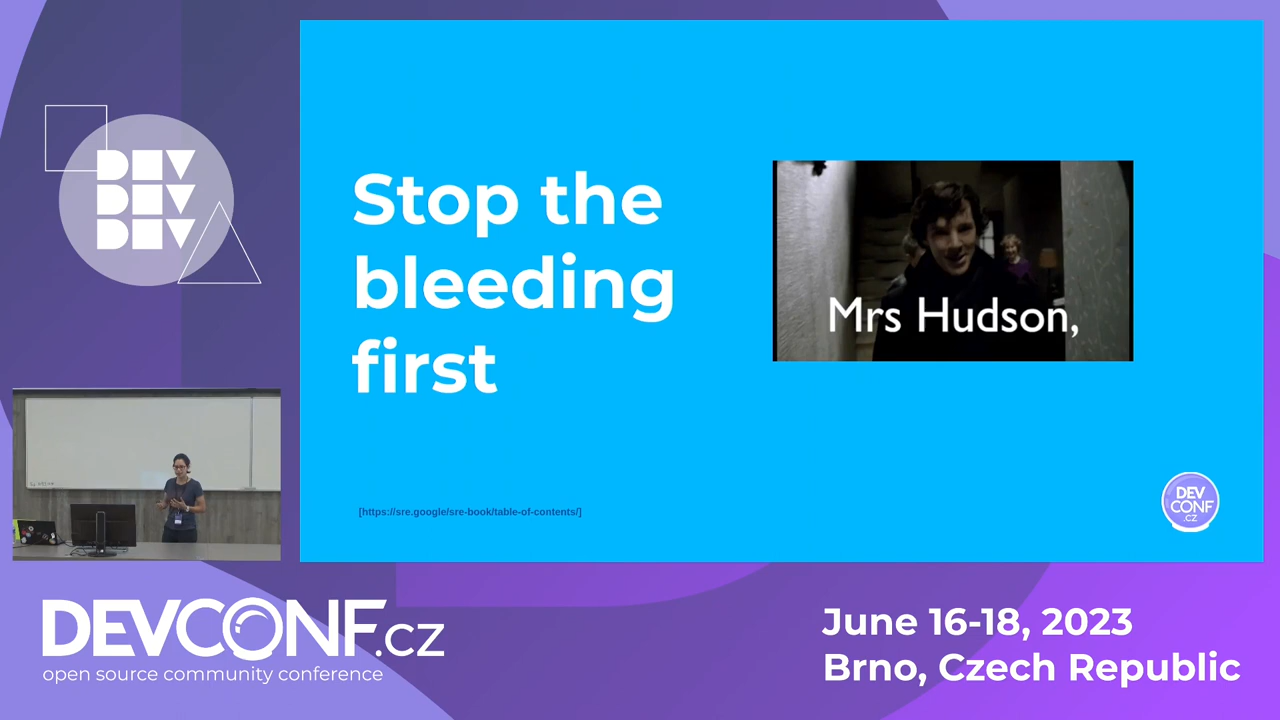 DEV
DEV
DEV
Stop the
bleeding
first
Mrs Hudson,
[https://sre.google/sre-book/table-of-contents/]
DEV
CONF
.CZ
DEVCONF.cz
open source community conference
June 16-18, 2023
Brno, Czech Republic